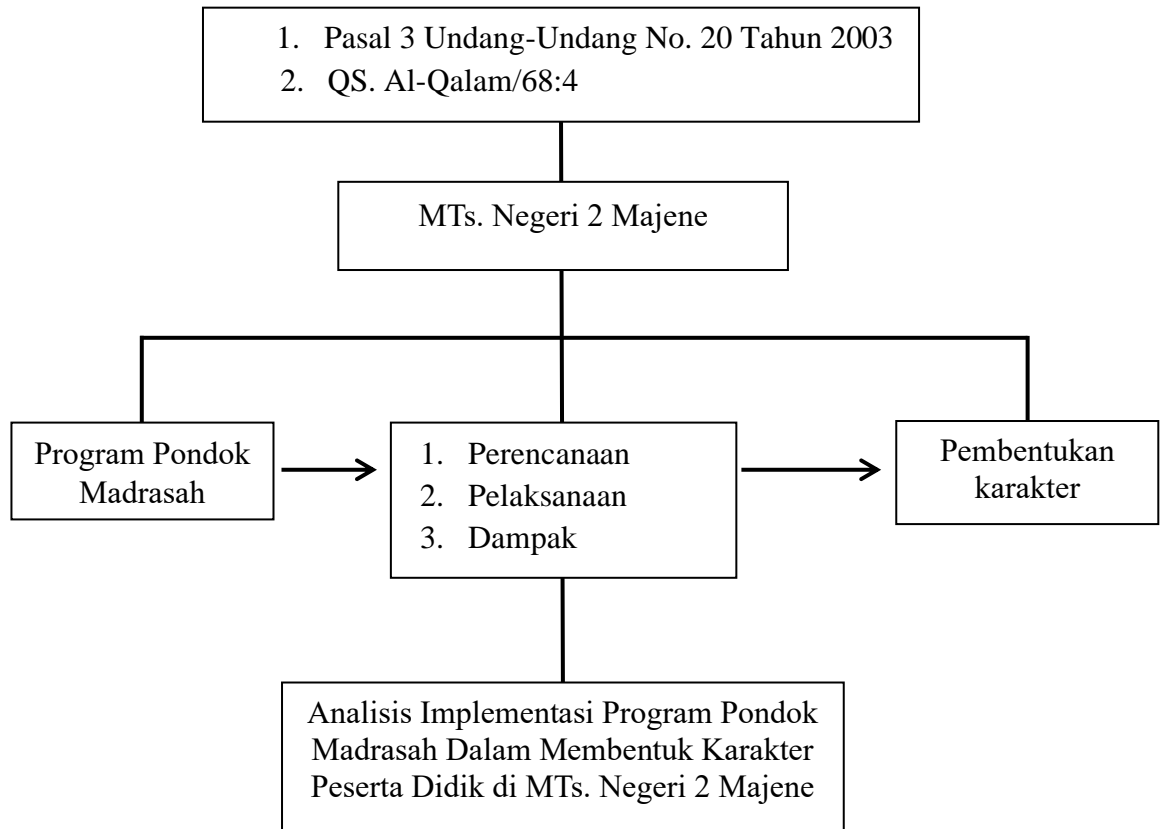 1. Pasal 3 Undang-Undang No. 20 Tahun 2003
2. QS. Al-Qalam/68:4
MTs. Negeri 2 Majene
Program Pondok
Madrasah
1. Perencanaan
2. Pelaksanaan
3. Dampak
Pembentukan
karakter
Analisis Implementasi Program Pondok
Madrasah Dalam Membentuk Karakter
Peserta Didik di MTs. Negeri 2 Majene